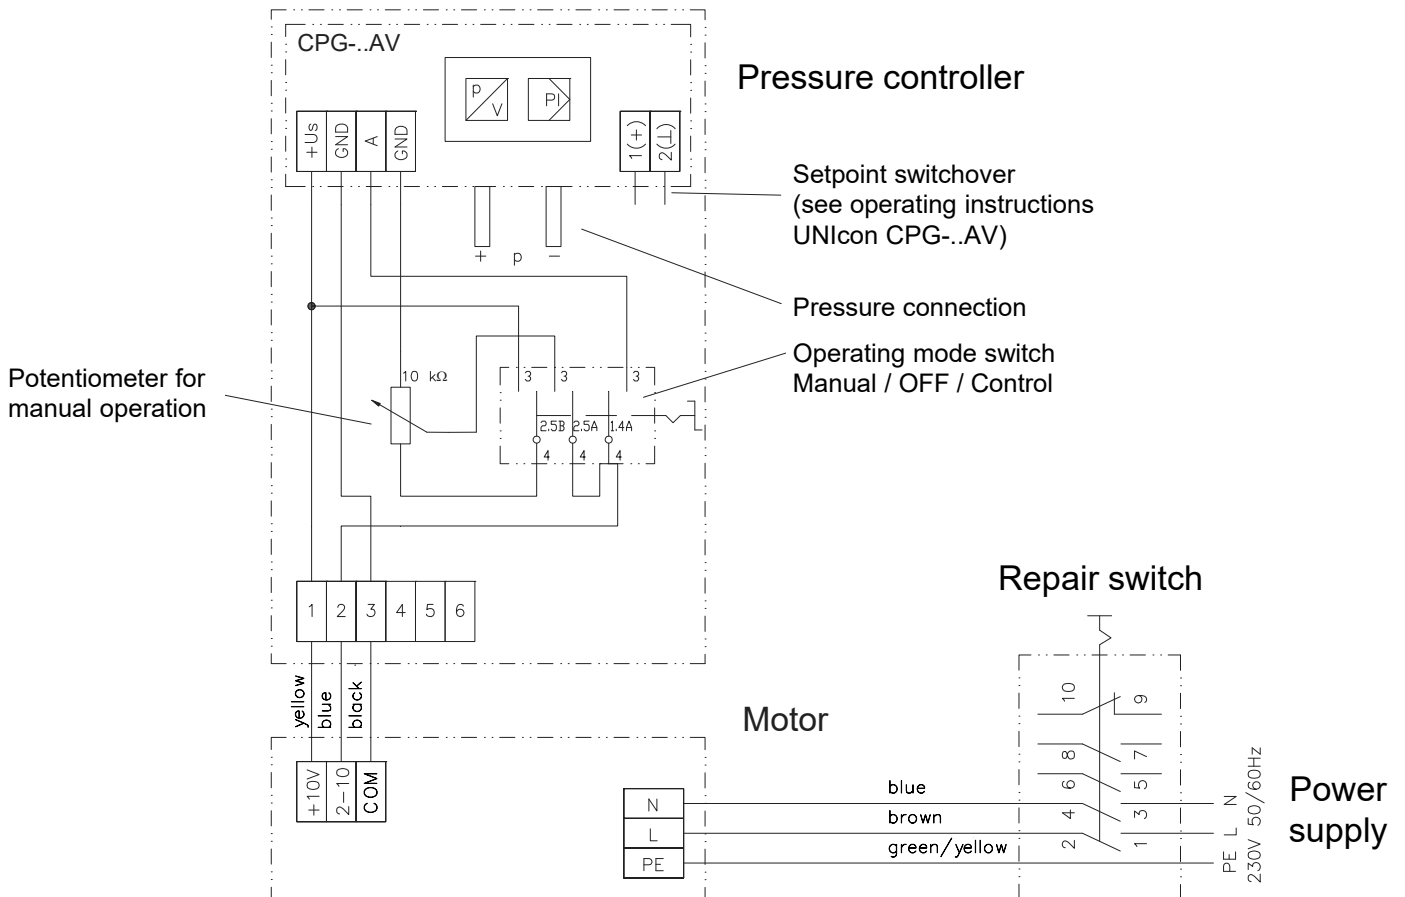 CPG-..AV
p
V
PI
Pressure controller
+Us
GND
A
GND
1(+)
2(⊥)
Setpoint switchover
(see operating instructions
UNIcon CPG-..AV)
+ p −
Pressure connection
Operating mode switch
Manual / OFF / Control
Potentiometer for
manual operation
10 kΩ
3 3 3
2.5B 2.5A 1.4A
4 4 4
1 2 3 4 5 6
Repair switch
yellow
blue
black
Motor
+10V
2-10
COM
N
L
PE
blue
brown
green/yellow
10 9
8 7
6 5
4 3
2 1
PE L N
230V 50/60Hz
Power
supply